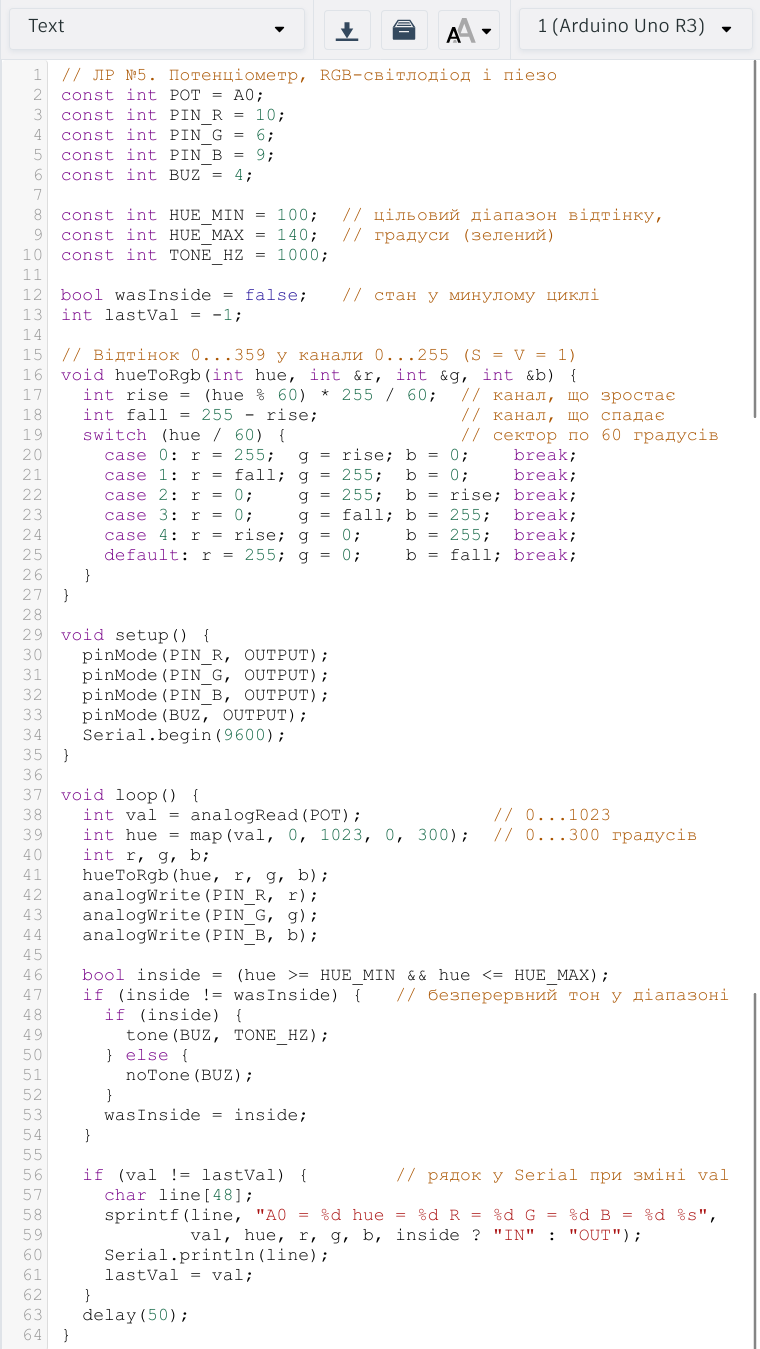 Text
1 (Arduino Uno R3)
1 // ЛР №5. Потенціометр, RGB-світлодіод і піезо
2 const int POT = A0;
3 const int PIN_R = 10;
4 const int PIN_G = 6;
5 const int PIN_B = 9;
6 const int BUZ = 4;
7
8 const int HUE_MIN = 100;  // цільовий діапазон відтінку,
9 const int HUE_MAX = 140;  // градуси (зелений)
10 const int TONE_HZ = 1000;
11
12 bool wasInside = false;   // стан у минулому циклі
13 int lastVal = -1;
14
15 // Відтінок 0...359 у канали 0...255 (S = V = 1)
16 void hueToRgb(int hue, int &r, int &g, int &b) {
17   int rise = (hue % 60) * 255 / 60;  // канал, що зростає
18   int fall = 255 - rise;             // канал, що спадає
19   switch (hue / 60) {                // сектор по 60 градусів
20     case 0: r = 255;  g = rise; b = 0;    break;
21     case 1: r = fall; g = 255;  b = 0;    break;
22     case 2: r = 0;    g = 255;  b = rise; break;
23     case 3: r = 0;    g = fall; b = 255;  break;
24     case 4: r = rise; g = 0;    b = 255;  break;
25     default: r = 255; g = 0;    b = fall; break;
26   }
27 }
28
29 void setup() {
30   pinMode(PIN_R, OUTPUT);
31   pinMode(PIN_G, OUTPUT);
32   pinMode(PIN_B, OUTPUT);
33   pinMode(BUZ, OUTPUT);
34   Serial.begin(9600);
35 }
36
37 void loop() {
38   int val = analogRead(POT);            // 0...1023
39   int hue = map(val, 0, 1023, 0, 300);  // 0...300 градусів
40   int r, g, b;
41   hueToRgb(hue, r, g, b);
42   analogWrite(PIN_R, r);
43   analogWrite(PIN_G, g);
44   analogWrite(PIN_B, b);
45
46   bool inside = (hue >= HUE_MIN && hue <= HUE_MAX);
47   if (inside != wasInside) {   // безперервний тон у діапазоні
48     if (inside) {
49       tone(BUZ, TONE_HZ);
50     } else {
51       noTone(BUZ);
52     }
53     wasInside = inside;
54   }
55
56   if (val != lastVal) {        // рядок у Serial при зміні val
57     char line[48];
58     sprintf(line, "A0 = %d hue = %d R = %d G = %d B = %d %s",
59             val, hue, r, g, b, inside ? "IN" : "OUT");
60     Serial.println(line);
61     lastVal = val;
62   }
63   delay(50);
64 }